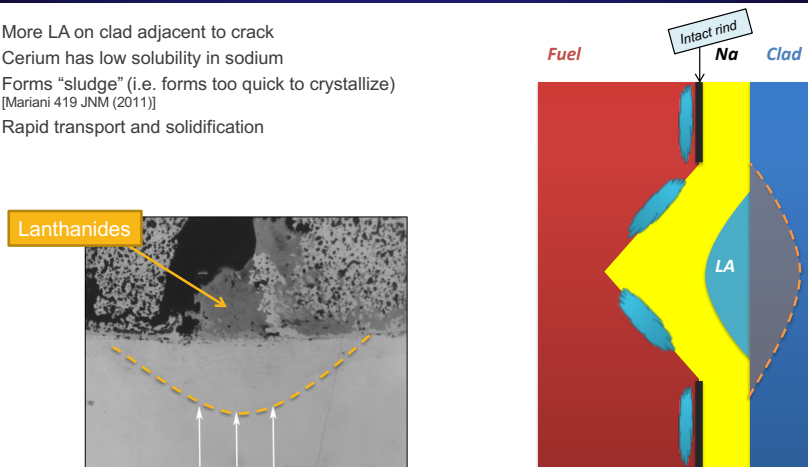 More LA on clad adjacent to crack
Cerium has low solubility in sodium
Forms “sludge” (i.e. forms too quick to crystallize)
[Mariani 419 JNM (2011)]
Rapid transport and solidification
Lanthanides
Intact rind
Fuel
Na
Clad
LA